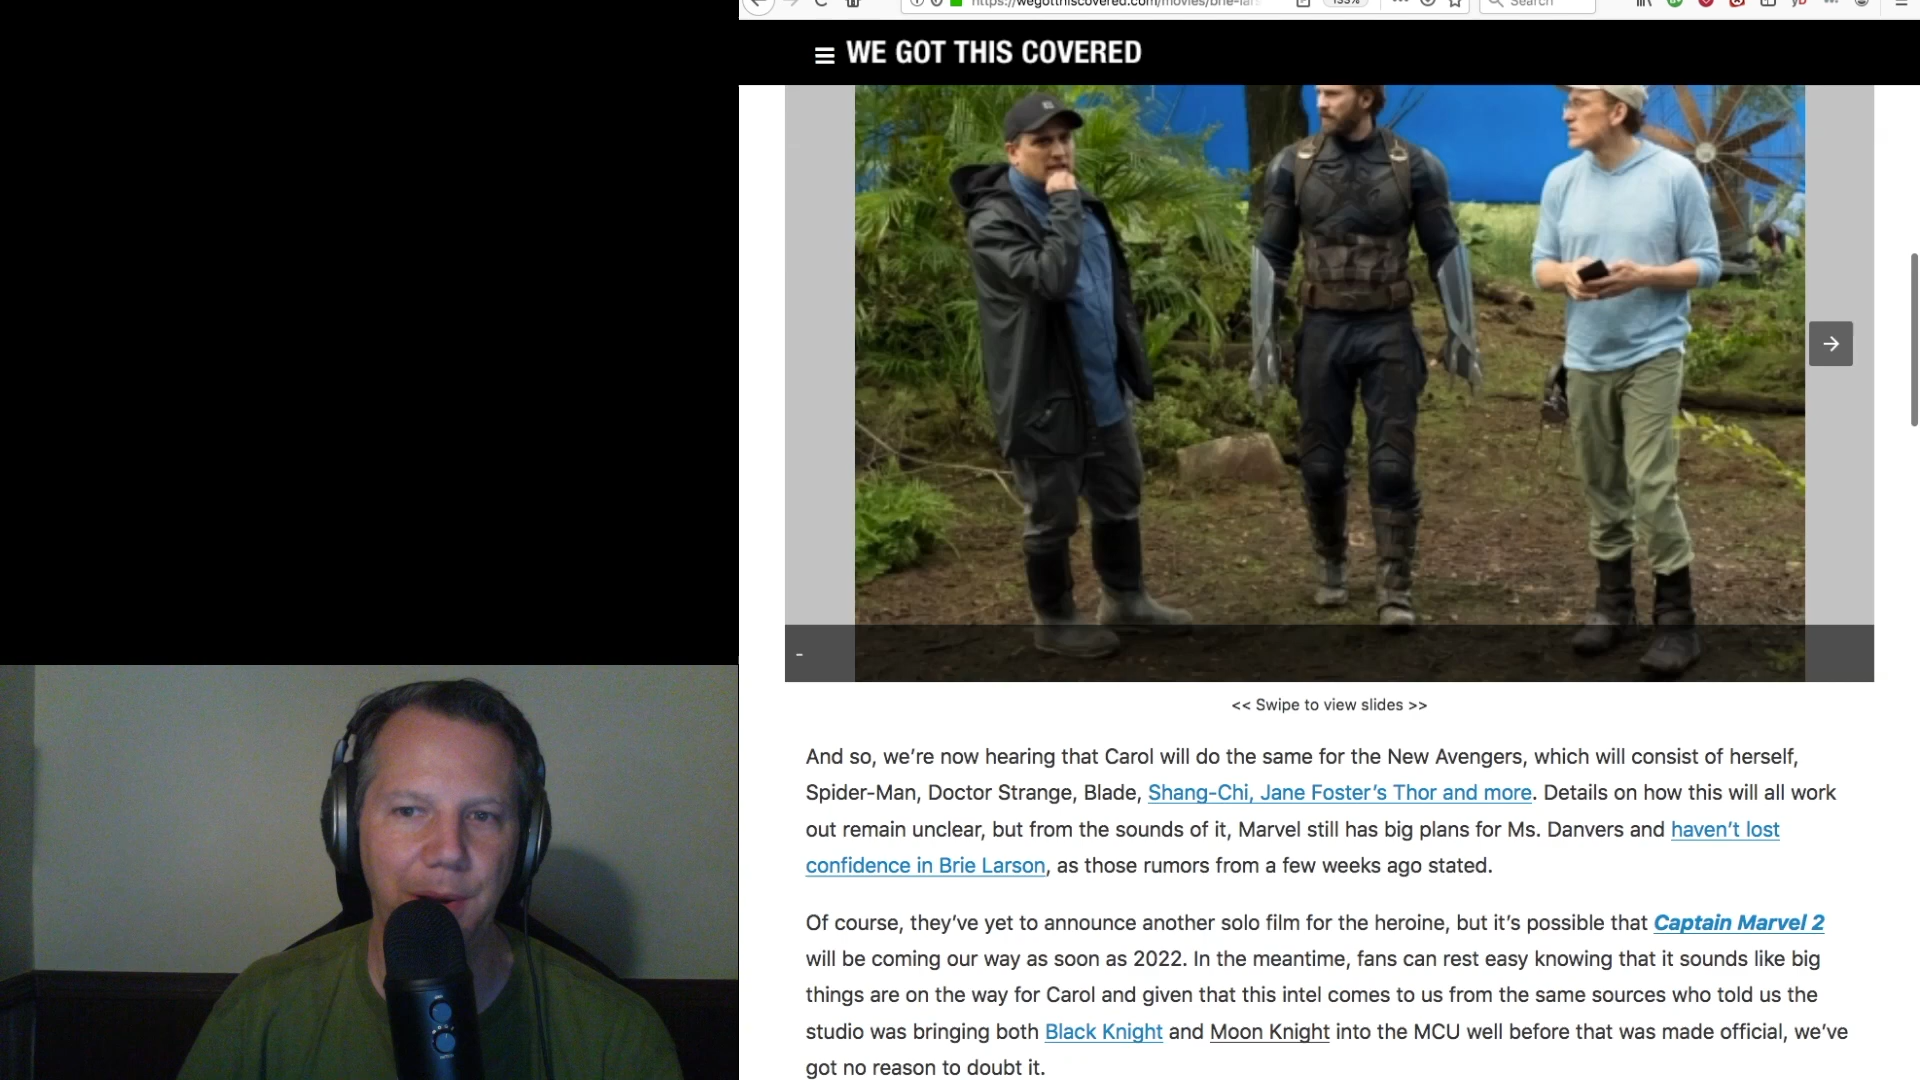 https://wegotthiscovered.com/movies/brie-lar
133%
Search
WE GOT THIS COVERED
-
<< Swipe to view slides >>
And so, we’re now hearing that Carol will do the same for the New Avengers, which will consist of herself,
Spider-Man, Doctor Strange, Blade, Shang-Chi, Jane Foster’s Thor and more. Details on how this will all work
out remain unclear, but from the sounds of it, Marvel still has big plans for Ms. Danvers and haven’t lost
confidence in Brie Larson, as those rumors from a few weeks ago stated.
Of course, they’ve yet to announce another solo film for the heroine, but it’s possible that Captain Marvel 2
will be coming our way as soon as 2022. In the meantime, fans can rest easy knowing that it sounds like big
things are on the way for Carol and given that this intel comes to us from the same sources who told us the
studio was bringing both Black Knight and Moon Knight into the MCU well before that was made official, we’ve
got no reason to doubt it.